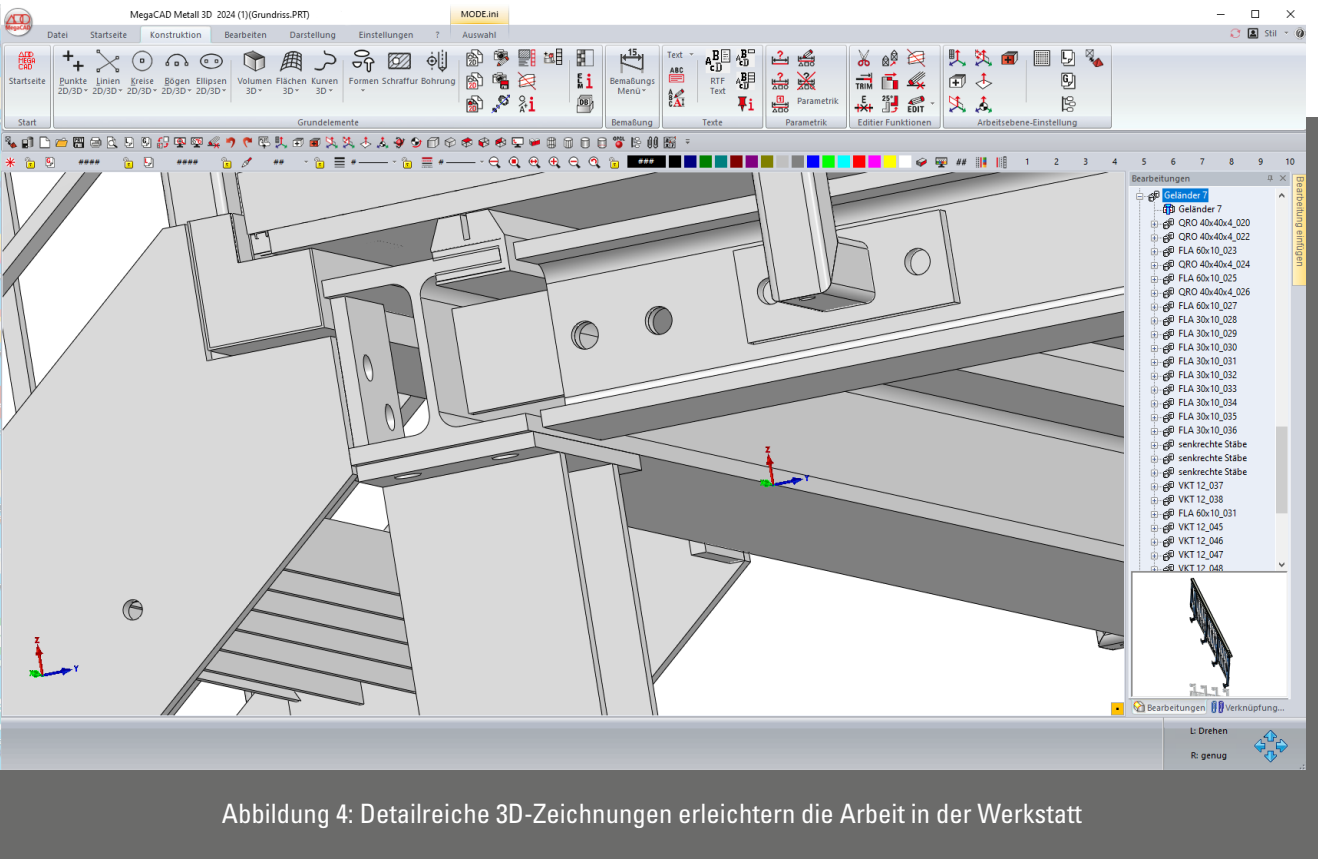 MegaCAD Metall 3D 2024 (1)(Grundriss.PRT)
MODE.ini
MegaCAD
Datei Startseite Konstruktion Bearbeiten Darstellung Einstellungen ? Auswahl
Stil
MEGA
CAD
Startseite
Punkte
2D/3D
Linien
2D/3D
Kreise
2D/3D
Bögen
2D/3D
Ellipsen
2D/3D
Volumen
3D
Flächen
3D
Kurven
3D
Formen
Schraffur
Bohrung
Bemaßungs
Menü
Text
RTF
Text
Parametrik
TRIM
EDIT
Start
Grundelemente
Bemaßung
Texte
Parametrik
Editier Funktionen
Arbeitsebene-Einstellung
#### #### ## # # ### ## 1 2 3 4 5 6 7 8 9 10
Bearbeitungen
Bearbeitung einfügen
Geländer 7
Geländer 7
QRO 40x40x4_020
QRO 40x40x4_022
FLA 60x10_023
QRO 40x40x4_024
FLA 60x10_025
QRO 40x40x4_026
FLA 60x10_027
FLA 30x10_028
FLA 30x10_029
FLA 30x10_030
FLA 30x10_031
FLA 30x10_032
FLA 30x10_033
FLA 30x10_034
FLA 30x10_035
FLA 30x10_036
senkrechte Stäbe
senkrechte Stäbe
senkrechte Stäbe
VKT 12_037
VKT 12_038
FLA 60x10_031
VKT 12_045
VKT 12_046
VKT 12_047
VKT 12_048
Z
Y
Z
Y
Bearbeitungen
Verknüpfung...
L: Drehen
R: genug
Abbildung 4: Detailreiche 3D-Zeichnungen erleichtern die Arbeit in der Werkstatt